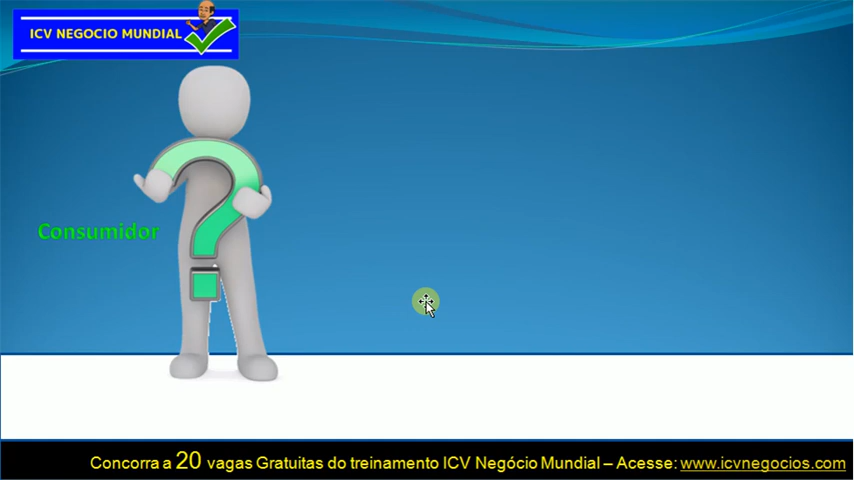 ICV NEGOCIO MUNDIAL
Consumidor
Concorra a 20 vagas Gratuitas do treinamento ICV Negócio Mundial – Acesse: www.icvnegocios.com